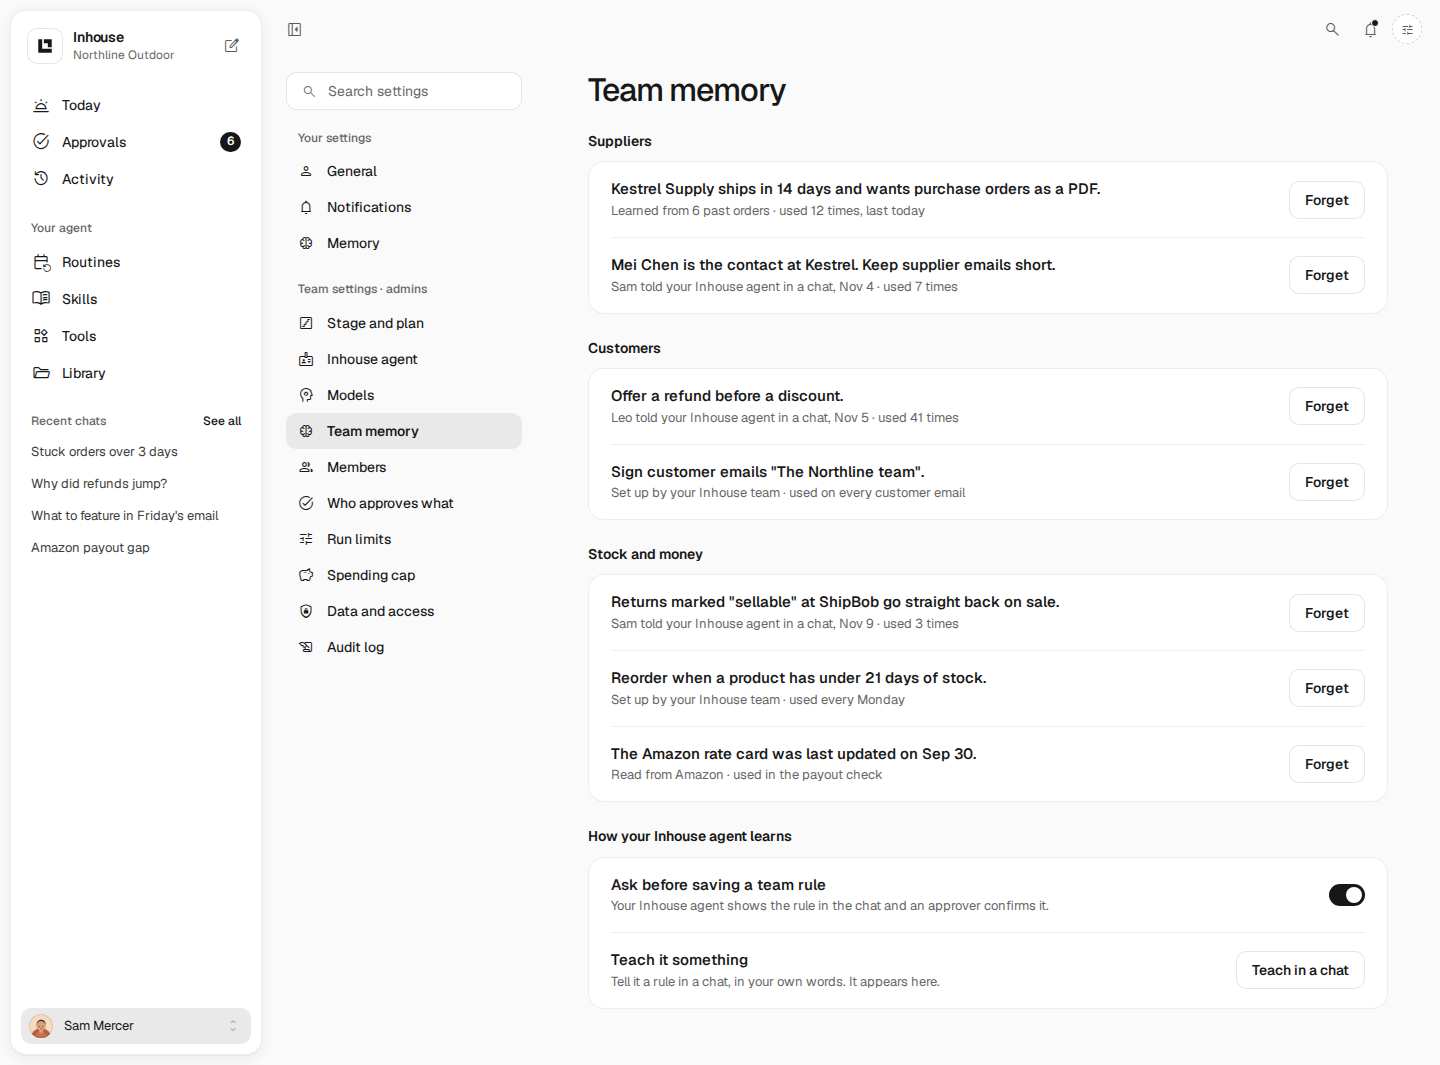 Inhouse
Northline Outdoor
Today
Approvals
6
Activity
Your agent
Routines
Skills
Tools
Library
Recent chats
See all
Stuck orders over 3 days
Why did refunds jump?
What to feature in Friday's email
Amazon payout gap
Sam Mercer
Search settings
Your settings
General
Notifications
Memory
Team settings · admins
Stage and plan
Inhouse agent
Models
Team memory
Members
Who approves what
Run limits
Spending cap
Data and access
Audit log
Team memory
Suppliers
Kestrel Supply ships in 14 days and wants purchase orders as a PDF.
Learned from 6 past orders · used 12 times, last today
Forget
Mei Chen is the contact at Kestrel. Keep supplier emails short.
Sam told your Inhouse agent in a chat, Nov 4 · used 7 times
Forget
Customers
Offer a refund before a discount.
Leo told your Inhouse agent in a chat, Nov 5 · used 41 times
Forget
Sign customer emails "The Northline team".
Set up by your Inhouse team · used on every customer email
Forget
Stock and money
Returns marked "sellable" at ShipBob go straight back on sale.
Sam told your Inhouse agent in a chat, Nov 9 · used 3 times
Forget
Reorder when a product has under 21 days of stock.
Set up by your Inhouse team · used every Monday
Forget
The Amazon rate card was last updated on Sep 30.
Read from Amazon · used in the payout check
Forget
How your Inhouse agent learns
Ask before saving a team rule
Your Inhouse agent shows the rule in the chat and an approver confirms it.
Teach it something
Tell it a rule in a chat, in your own words. It appears here.
Teach in a chat